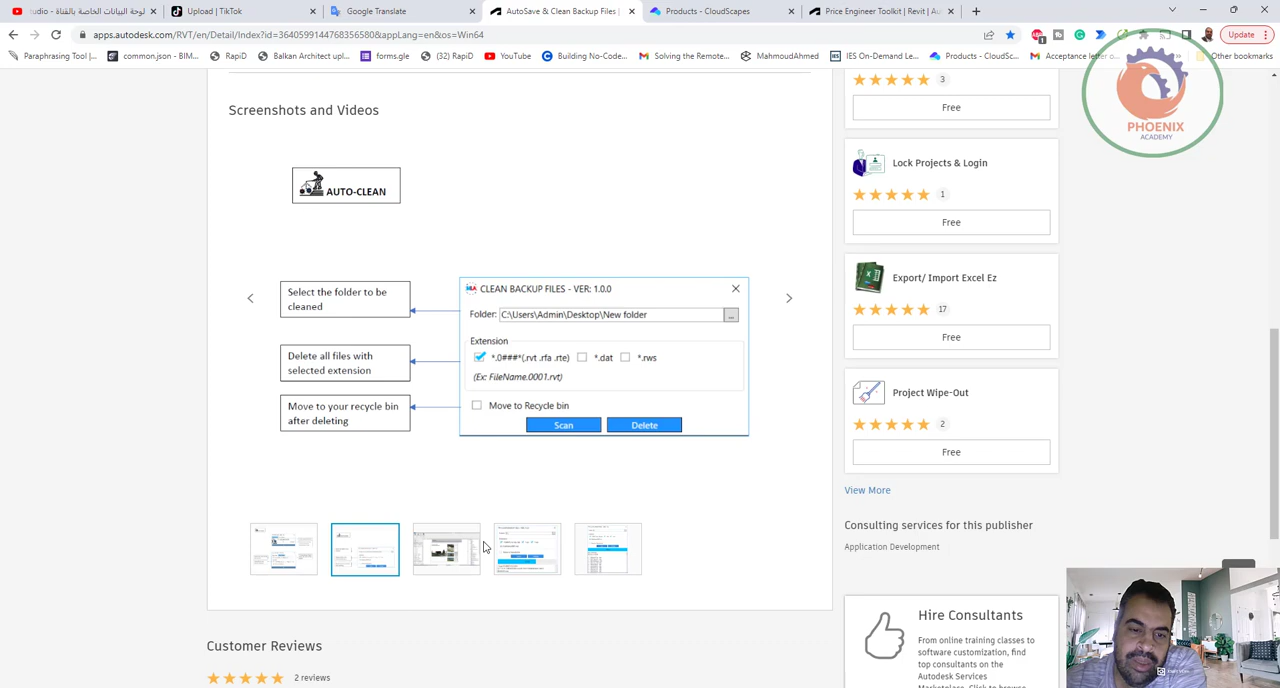 لوحة البيانات الخاصة بالقناة - studio
Upload | TikTok
Google Translate
AutoSave & Clean Backup Files |
Products - CloudScapes
Price Engineer Toolkit | Revit | Au
apps.autodesk.com/RVT/en/Detail/Index?id=3640599144768356580&appLang=en&os=Win64
Update
Paraphrasing Tool |...
common.json - BIM...
RapiD
Balkan Architect upl...
forms.gle
(32) RapiD
YouTube
Building No-Code...
Solving the Remote...
MahmoudAhmed
IES On-Demand Le...
Products - CloudSc...
Acceptance letter o...
Other bookmarks
PHOENIX
ACADEMY
Screenshots and Videos
AUTO-CLEAN
Select the folder to be
cleaned
Delete all files with
selected extension
Move to your recycle bin
after deleting
CLEAN BACKUP FILES - VER: 1.0.0
Folder: C:\Users\Admin\Desktop\New folder ...
Extension
*.0###*(.rvt .rfa .rte) *.dat *.rws
(Ex: FileName.0001.rvt)
Move to Recycle bin
Scan Delete
3
Free
Lock Projects & Login
1
Free
Export/ Import Excel Ez
17
Free
Project Wipe-Out
2
Free
View More
Consulting services for this publisher
Application Development
Hire Consultants
From online training classes to
software customization, find
top consultants on the
Autodesk Services
Marketplace. Click to browse
Customer Reviews
2 reviews